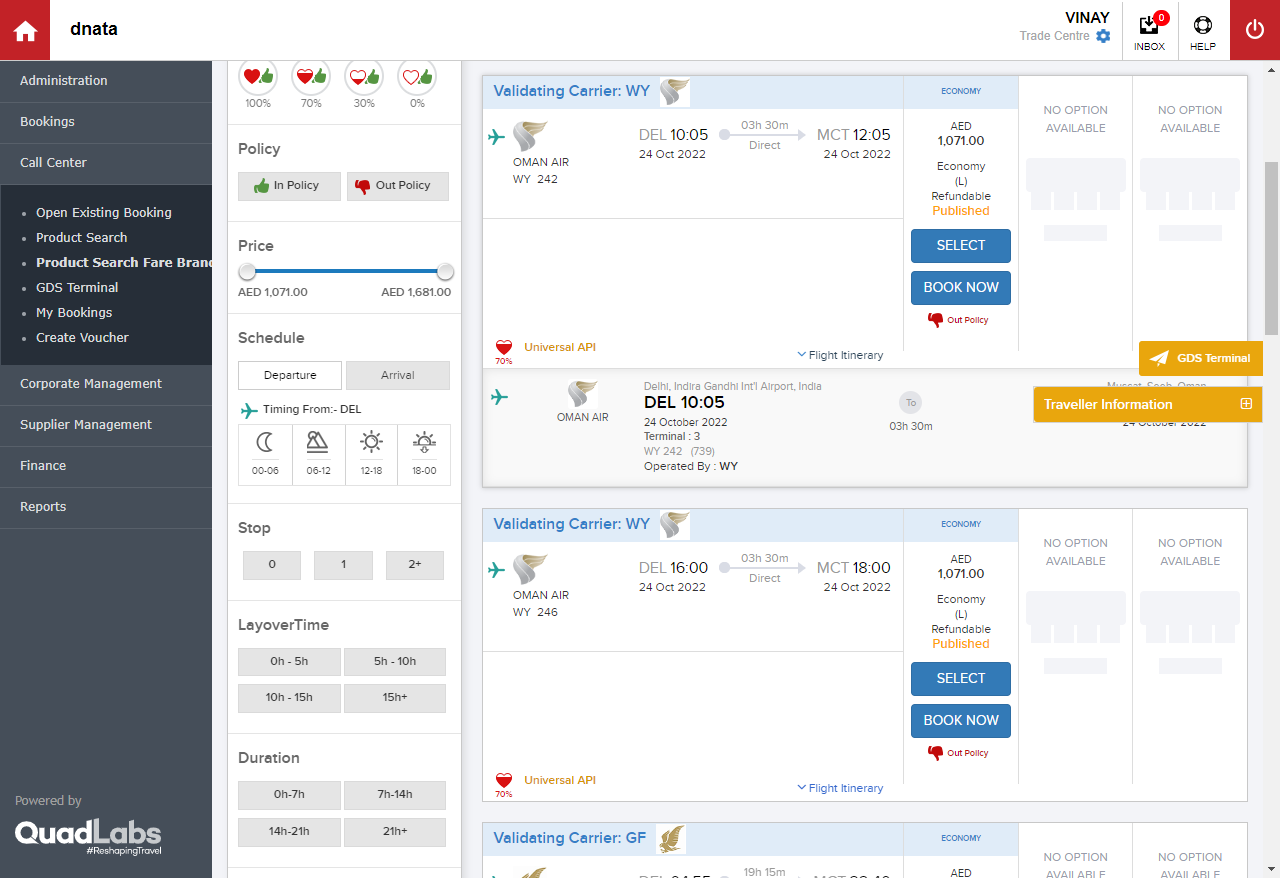 dnata
VINAY
Trade Centre
0
INBOX
HELP
Administration
Bookings
Call Center
Open Existing Booking
Product Search
Product Search Fare Bran
GDS Terminal
My Bookings
Create Voucher
Corporate Management
Supplier Management
Finance
Reports
Powered by
QuadLabs
#ReshapingTravel
100% 70% 30% 0%
Policy
In Policy Out Policy
Price
AED 1,071.00 AED 1,681.00
Schedule
Departure Arrival
Timing From:- DEL
00-06 06-12 12-18 18-00
Stop
0 1 2+
LayoverTime
0h - 5h 5h - 10h
10h - 15h 15h+
Duration
0h-7h 7h-14h
14h-21h 21h+
Validating Carrier: WY
ECONOMY
OMAN AIR
WY 242
DEL 10:05
24 Oct 2022
03h 30m
Direct
MCT 12:05
24 Oct 2022
AED
1,071.00
Economy
(L)
Refundable
Published
SELECT
BOOK NOW
Out Policy
NO OPTION
AVAILABLE
NO OPTION
AVAILABLE
70%
Universal API
Flight Itinerary
GDS Terminal
OMAN AIR
Delhi, Indira Gandhi Int'l Airport, India
DEL 10:05
24 October 2022
Terminal : 3
WY 242 (739)
Operated By : WY
To
03h 30m
Muscat, Seeb, Oman
Traveller Information
24 October 2022
Validating Carrier: WY
ECONOMY
OMAN AIR
WY 246
DEL 16:00
24 Oct 2022
03h 30m
Direct
MCT 18:00
24 Oct 2022
AED
1,071.00
Economy
(L)
Refundable
Published
SELECT
BOOK NOW
Out Policy
NO OPTION
AVAILABLE
NO OPTION
AVAILABLE
70%
Universal API
Flight Itinerary
Validating Carrier: GF
ECONOMY
19h 15m
AED
NO OPTION
AVAILABLE
NO OPTION
AVAILABLE